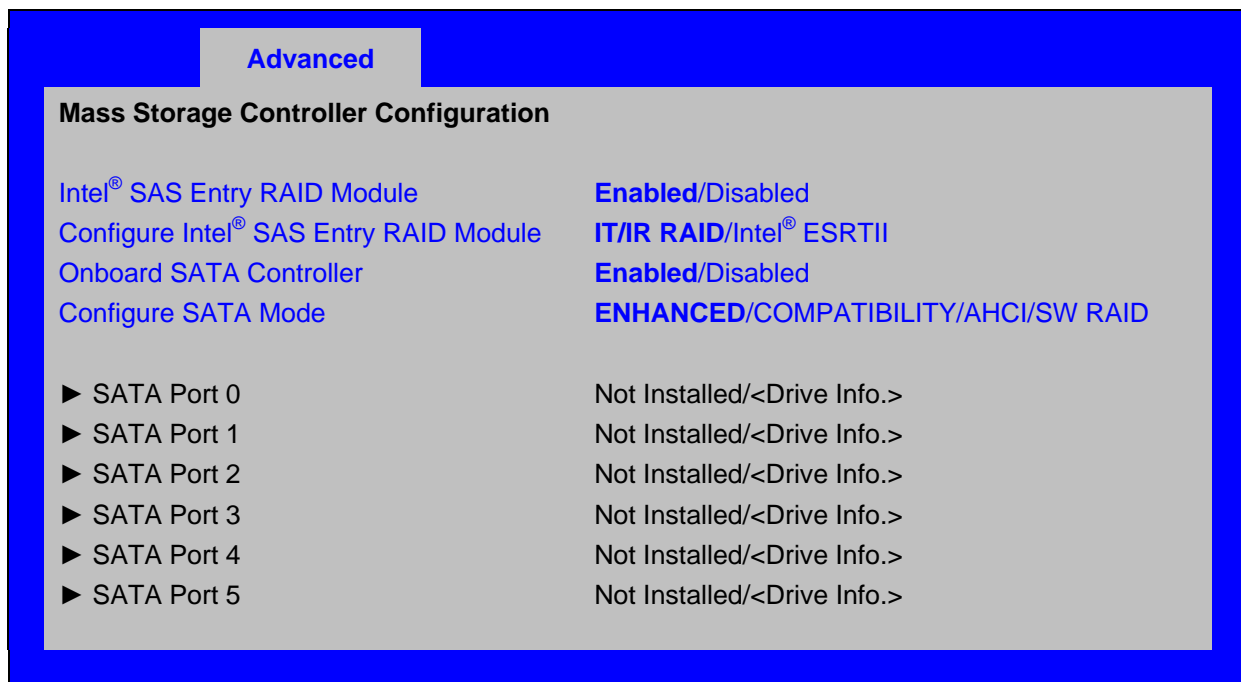 Advanced
Mass Storage Controller Configuration
Intel® SAS Entry RAID Module Enabled/Disabled
Configure Intel® SAS Entry RAID Module IT/IR RAID/Intel® ESRTII
Onboard SATA Controller Enabled/Disabled
Configure SATA Mode ENHANCED/COMPATIBILITY/AHCI/SW RAID
► SATA Port 0 Not Installed/<Drive Info.>
► SATA Port 1 Not Installed/<Drive Info.>
► SATA Port 2 Not Installed/<Drive Info.>
► SATA Port 3 Not Installed/<Drive Info.>
► SATA Port 4 Not Installed/<Drive Info.>
► SATA Port 5 Not Installed/<Drive Info.>